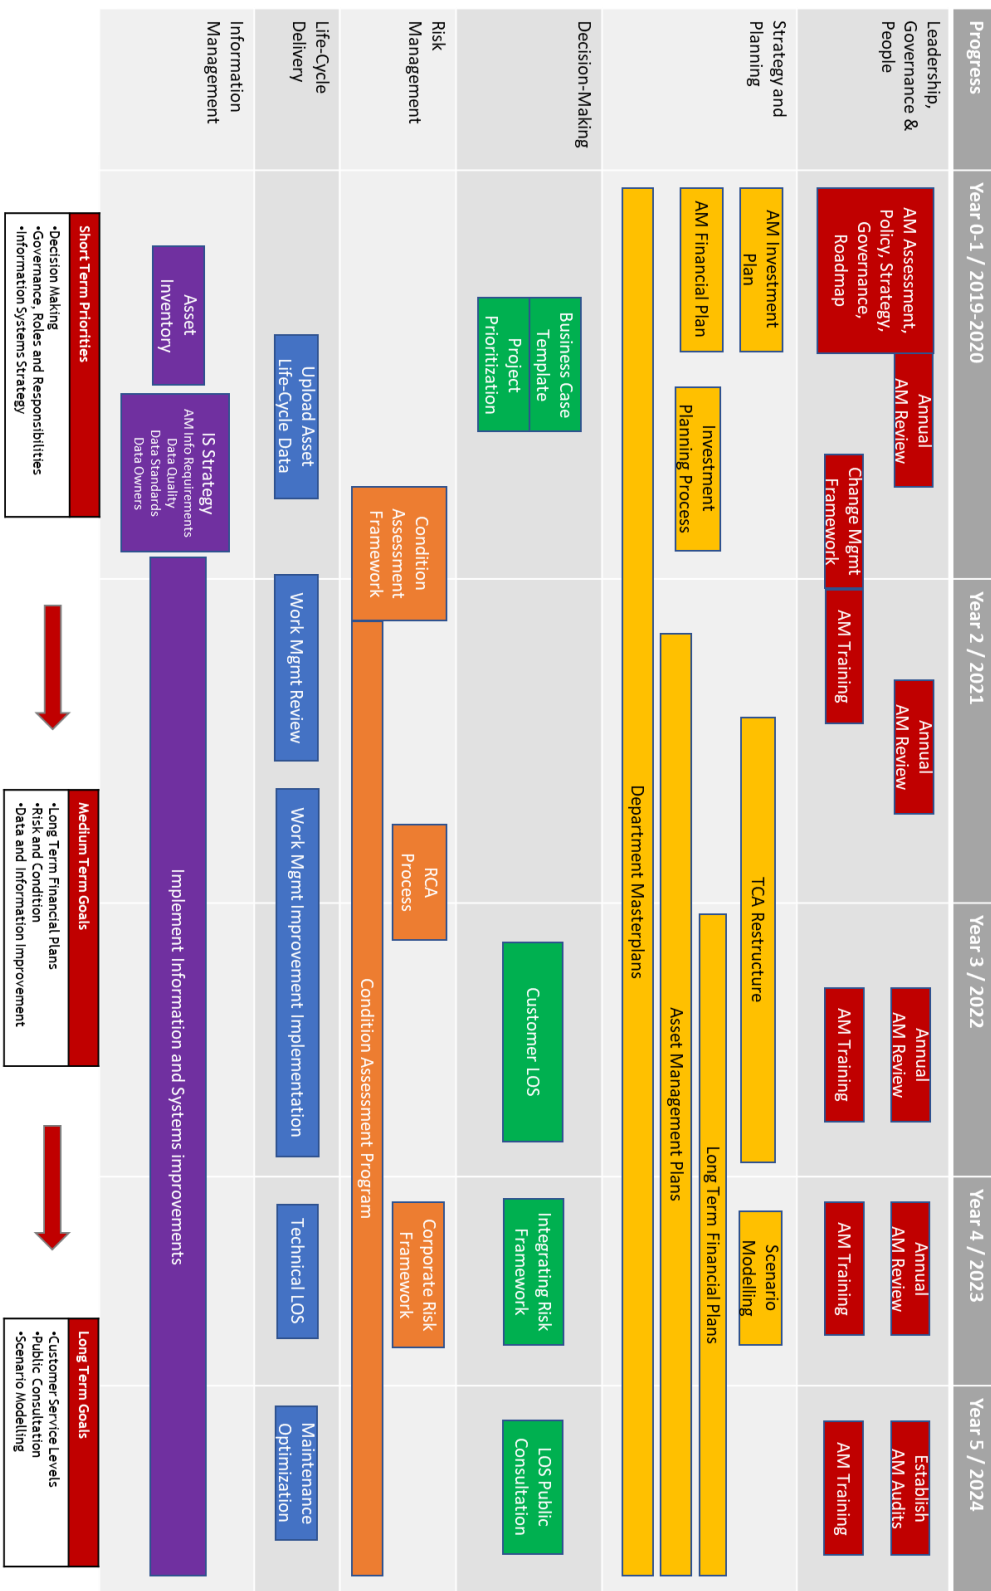 Progress
Year 0-1 / 2019-2020
Year 2 / 2021
Year 3 / 2022
Year 4 / 2023
Year 5 / 2024
Leadership,
Governance &
People
AM Assessment,
Policy, Strategy,
Governance,
Roadmap
Annual
AM Review
Change Mgmt
Framework
AM Training
Annual
AM Review
Annual
AM Review
AM Training
Annual
AM Review
AM Training
Establish
AM Audits
AM Training
Strategy and
Planning
AM Investment
Plan
AM Financial Plan
Investment
Planning Process
TCA Restructure
Scenario
Modelling
Long Term Financial Plans
Asset Management Plans
Department Masterplans
Decision-Making
Business Case
Template
Project
Prioritization
Customer LOS
Integrating Risk
Framework
LOS Public
Consultation
Risk
Management
Condition
Assessment
Framework
RCA
Process
Corporate Risk
Framework
Condition Assessment Program
Life-Cycle
Delivery
Upload Asset
Life-Cycle Data
Work Mgmt Review
Work Mgmt Improvement Implementation
Technical LOS
Maintenance
Optimization
Information
Management
Asset
Inventory
IS Strategy
AM Info Requirements
Data Quality
Data Standards
Data Owners
Implement Information and Systems improvements
Short Term Priorities
•Decision Making
•Governance, Roles and Responsibilities
•Information Systems Strategy
Medium Term Goals
•Long Term Financial Plans
•Risk and Condition
•Data and Information Improvement
Long Term Goals
•Customer Service Levels
•Public Consultation
•Scenario Modelling